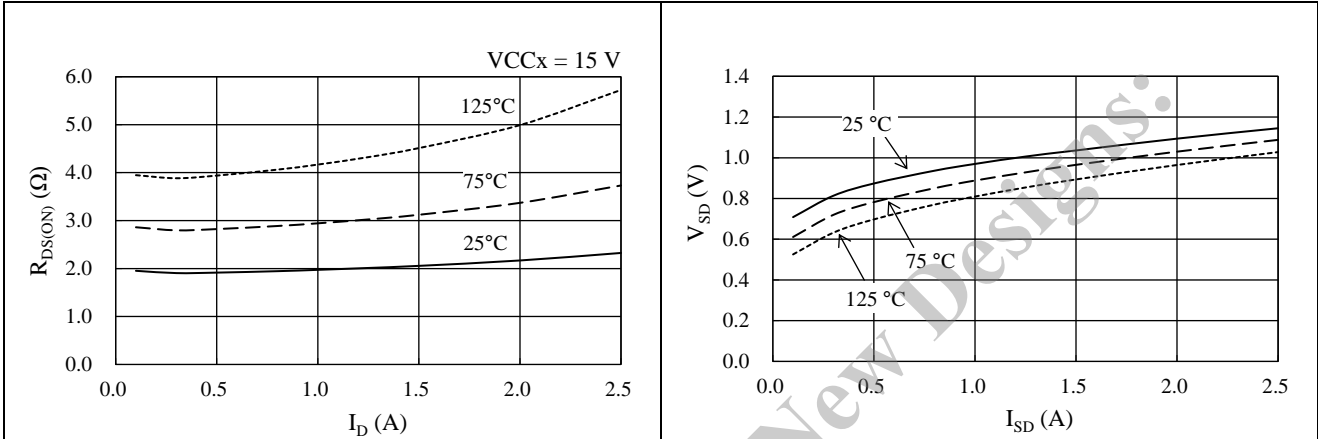 VCCx = 15 V
6.0
5.0
4.0
3.0
2.0
1.0
0.0
R_DS(ON) (Ω)
125°C
75°C
25°C
0.0 0.5 1.0 1.5 2.0 2.5
I_D (A)
1.4
1.2
1.0
0.8
0.6
0.4
0.2
0.0
V_SD (V)
25 °C
75 °C
125 °C
0.0 0.5 1.0 1.5 2.0 2.5
I_SD (A)
New Designs: